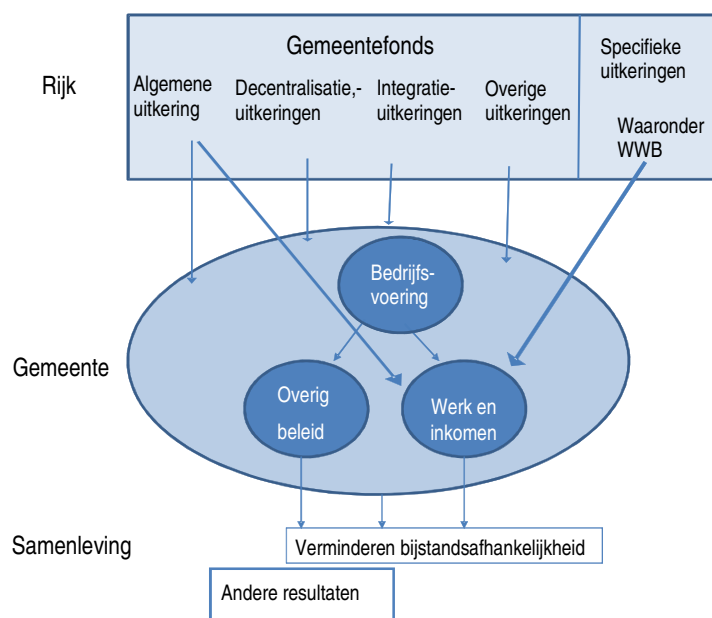 Gemeentefonds
Specifieke
uitkeringen
Rijk
Algemene
uitkering
Decentralisatie,-
uitkeringen
Integratie-
uitkeringen
Overige
uitkeringen
Waaronder
WWB
Bedrijfs-
voering
Gemeente
Overig
beleid
Werk en
inkomen
Samenleving
Verminderen bijstandsafhankelijkheid
Andere resultaten